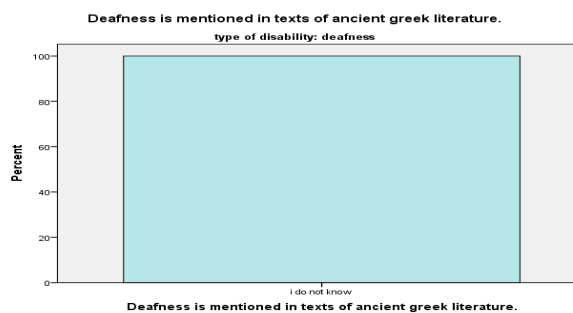 Deafness is mentioned in texts of ancient greek literature.
type of disability: deafness
100
80
60
40
20
0
Percent
i do not know
Deafness is mentioned in texts of ancient greek literature.